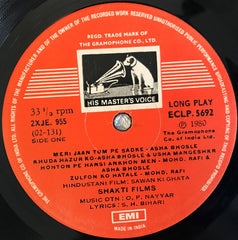 ALL RIGHTS OF THE MANUFACTURER AND OF THE OWNER OF THE RECORDED WORK RESERVED UNAUTHORISED PUBLIC PERFORMANCE
REGD. TRADE MARK OF
THE GRAMOPHONE CO., LTD.
HIS MASTER'S VOICE
33⅓ rpm
2XJE. 955
(02-131)
SIDE ONE
LONG PLAY
ECLP. 5692
℗ 1980
The Gramophone
Co. of India Ltd.
MERI JAAN TUM PE SADKE - ASHA BHOSLE
KHUDA HAZUR KO-ASHA BHOSLE & USHA MANGESHKAR
HONTON PE HANSI ANKHON MEN - MOHD. RAFI &
ASHA BHOSLE
ZULFON KO HATALE - MOHD. RAFI
HINDUSTANI FILM: SAWAN KI GHATA
SHAKTI FILMS
MUSIC DTN : O. P. NAYYAR
LYRICS : S. H. BIHARI
EMI
MADE IN INDIA